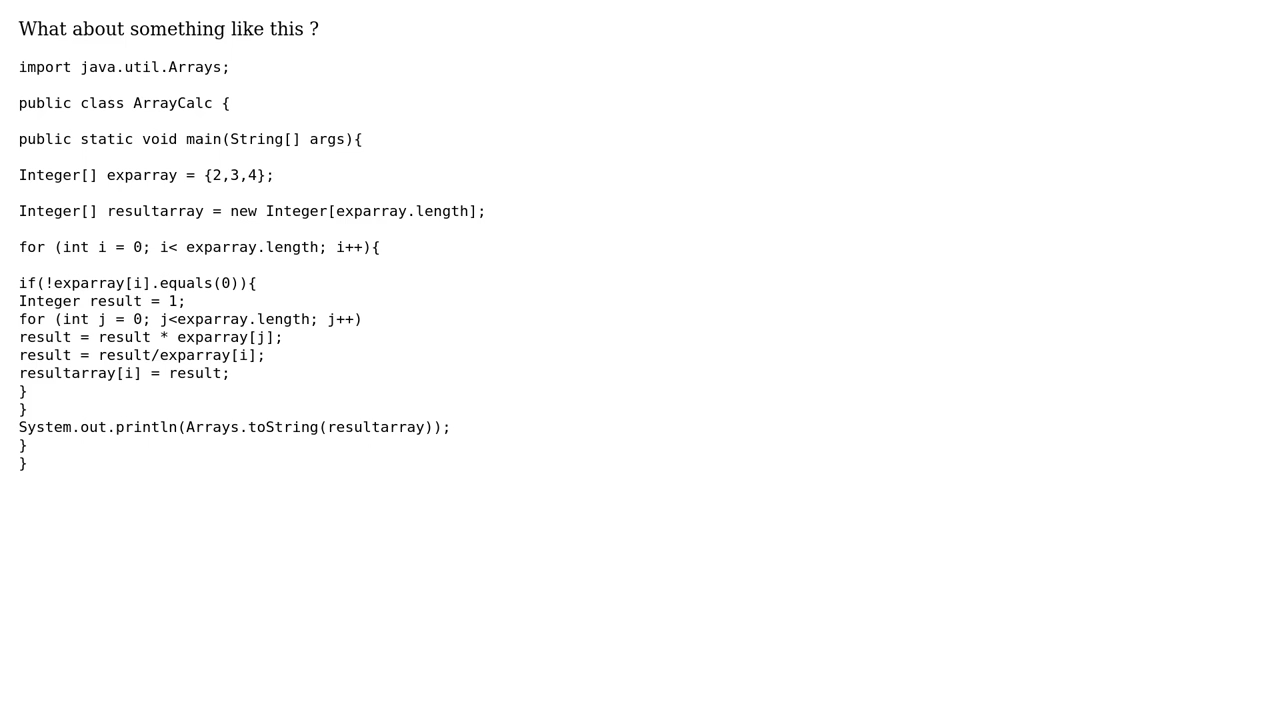 What about something like this ?
import java.util.Arrays;
public class ArrayCalc {
public static void main(String[] args){
Integer[] exparray = {2,3,4};
Integer[] resultarray = new Integer[exparray.length];
for (int i = 0; i< exparray.length; i++){
if(!exparray[i].equals(0)){
Integer result = 1;
for (int j = 0; j<exparray.length; j++)
result = result * exparray[j];
result = result/exparray[i];
resultarray[i] = result;
}
}
System.out.println(Arrays.toString(resultarray));
}
}